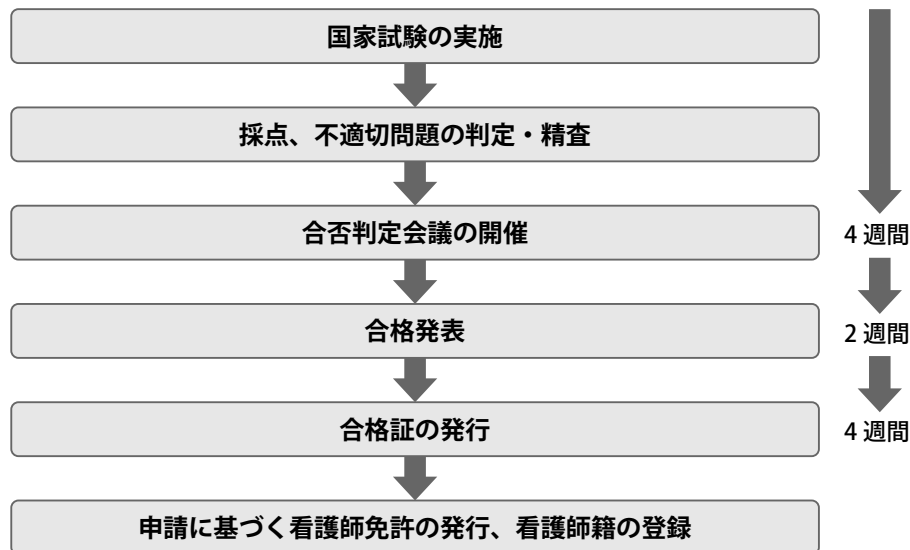 国家試験の実施
採点、不適切問題の判定・精査
合否判定会議の開催
4 週間
合格発表
2 週間
合格証の発行
4 週間
申請に基づく看護師免許の発行、看護師籍の登録